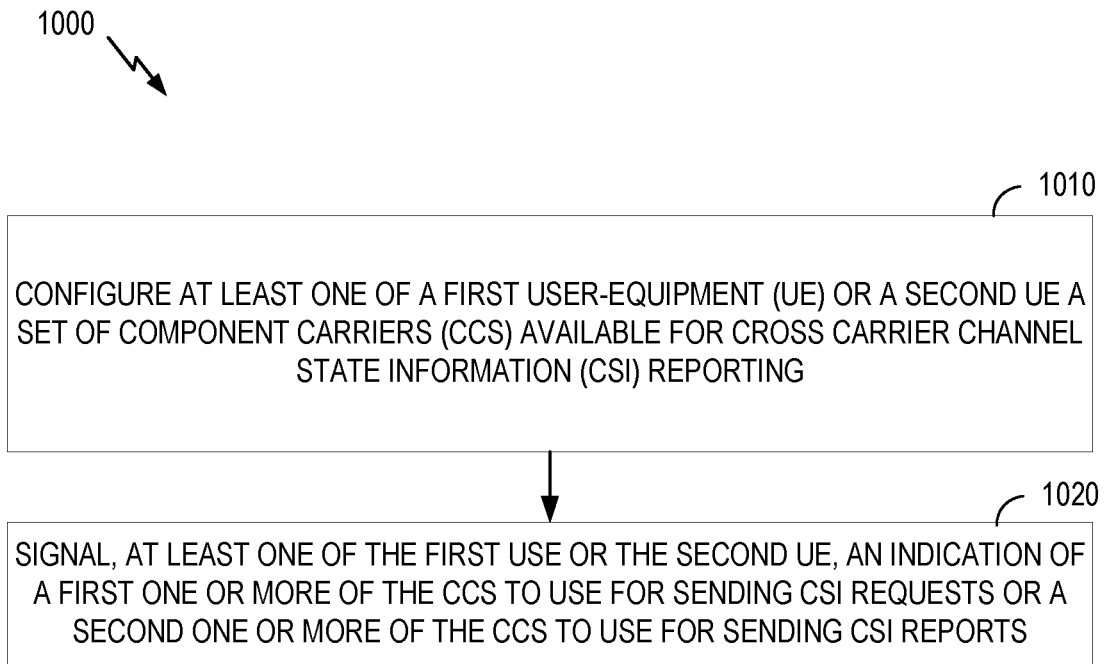 1000
1010
CONFIGURE AT LEAST ONE OF A FIRST USER-EQUIPMENT (UE) OR A SECOND UE A
SET OF COMPONENT CARRIERS (CCS) AVAILABLE FOR CROSS CARRIER CHANNEL
STATE INFORMATION (CSI) REPORTING
1020
SIGNAL, AT LEAST ONE OF THE FIRST USE OR THE SECOND UE, AN INDICATION OF
A FIRST ONE OR MORE OF THE CCS TO USE FOR SENDING CSI REQUESTS OR A
SECOND ONE OR MORE OF THE CCS TO USE FOR SENDING CSI REPORTS